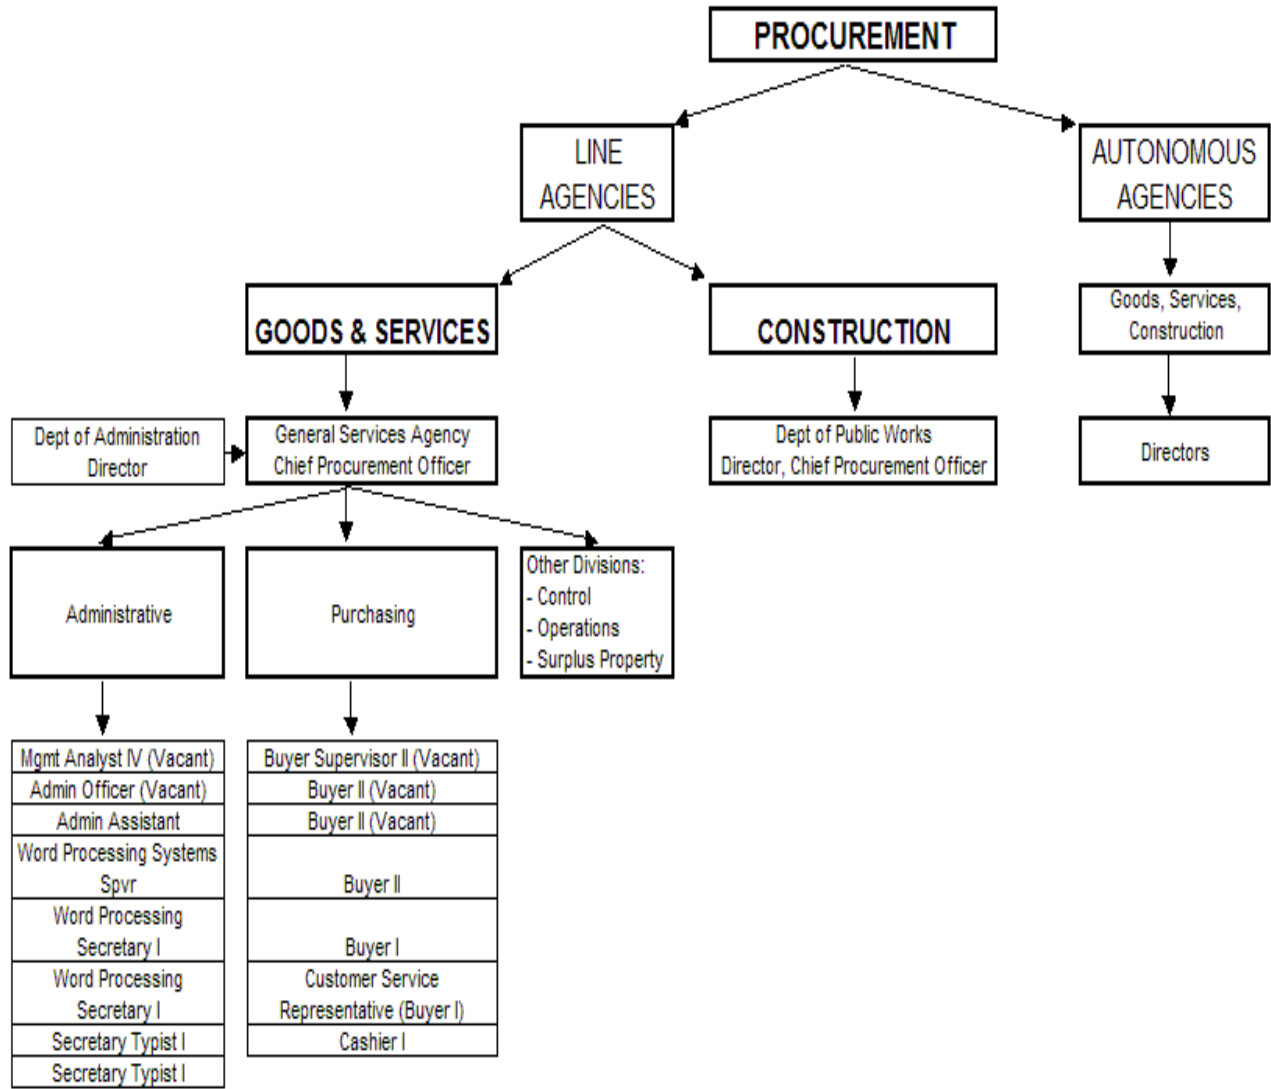 PROCUREMENT
LINE
AGENCIES
AUTONOMOUS
AGENCIES
GOODS & SERVICES
CONSTRUCTION
Goods, Services,
Construction
Dept of Administration
Director
General Services Agency
Chief Procurement Officer
Dept of Public Works
Director, Chief Procurement Officer
Directors
Administrative
Purchasing
Other Divisions:
- Control
- Operations
- Surplus Property
Mgmt Analyst IV (Vacant)
Admin Officer (Vacant)
Admin Assistant
Word Processing Systems
Spvr
Word Processing
Secretary I
Word Processing
Secretary I
Secretary Typist I
Secretary Typist I
Buyer Supervisor II (Vacant)
Buyer II (Vacant)
Buyer II (Vacant)
Buyer II
Buyer I
Customer Service
Representative (Buyer I)
Cashier I